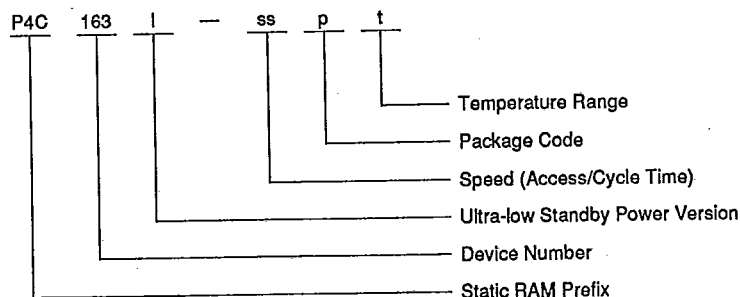 P4C 163 l — ss p t
Temperature Range
Package Code
Speed (Access/Cycle Time)
Ultra-low Standby Power Version
Device Number
Static RAM Prefix